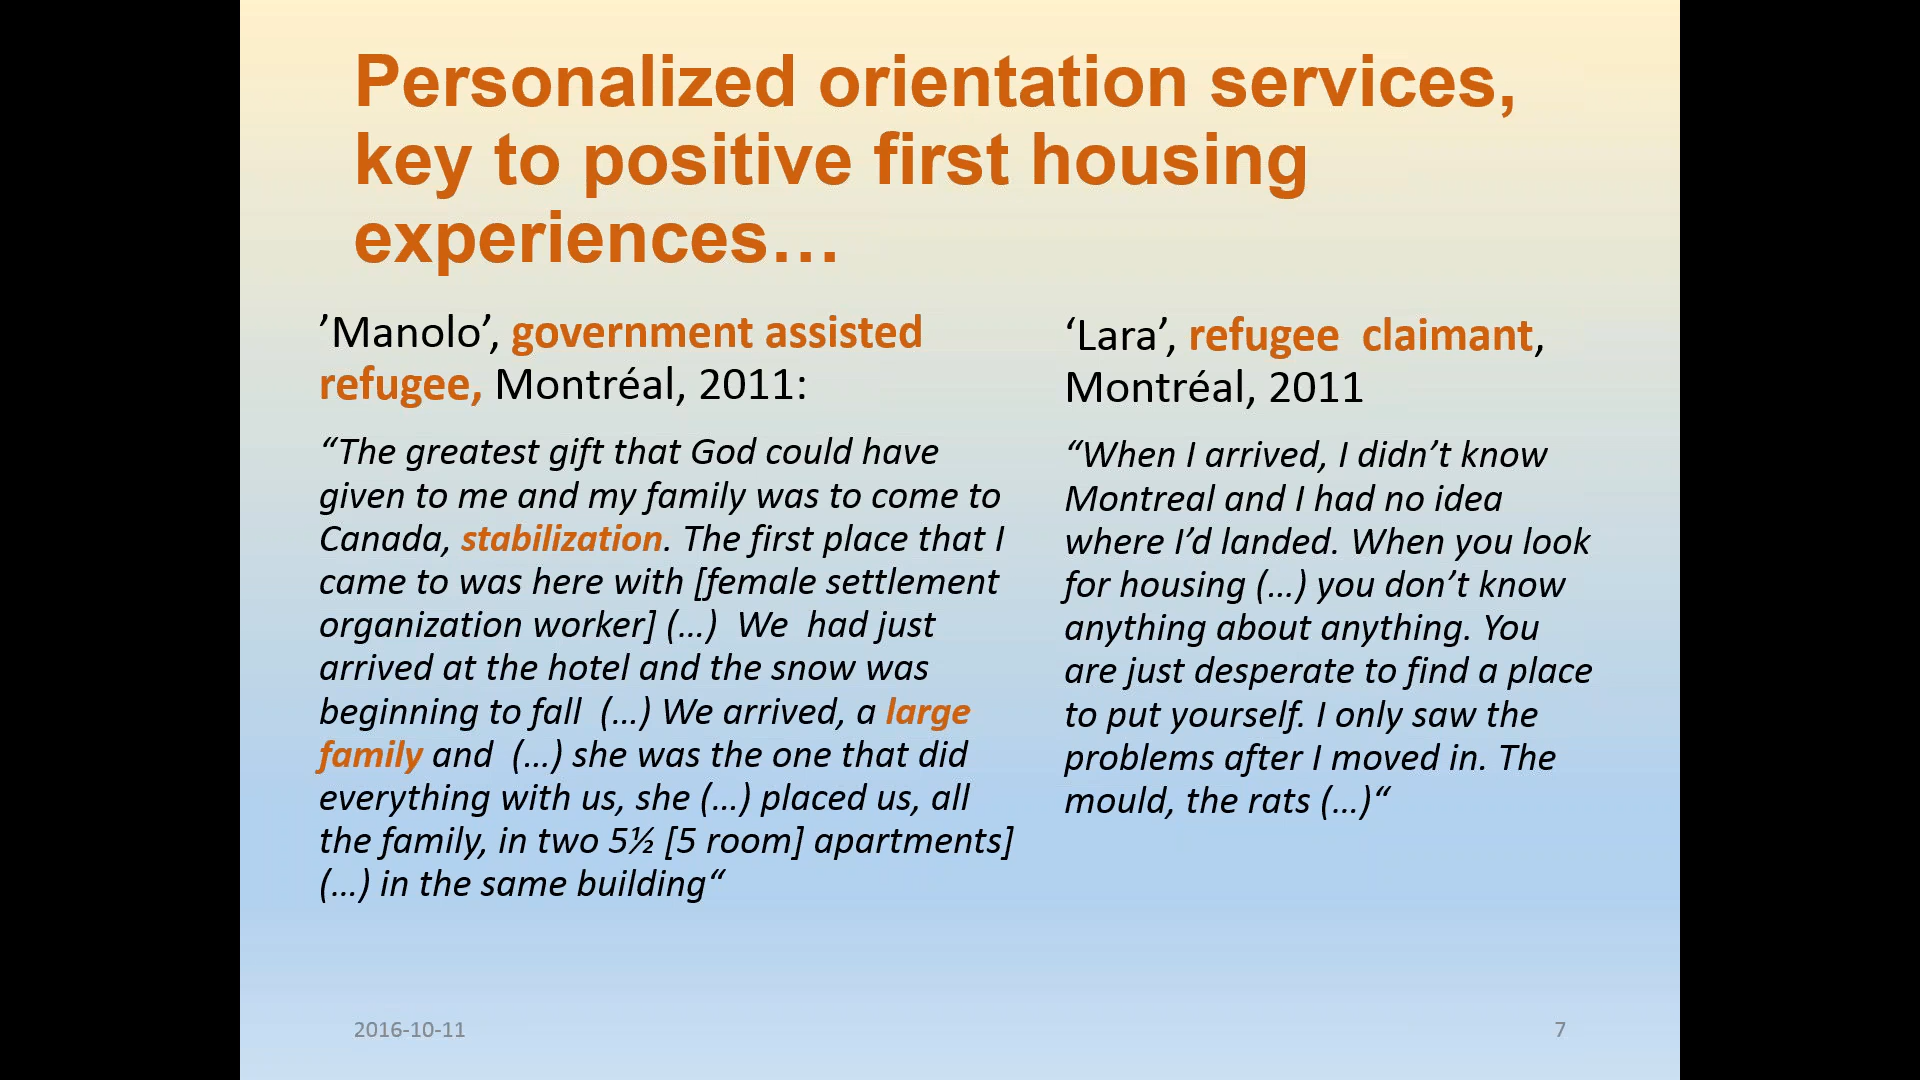 Personalized orientation services,
key to positive first housing
experiences…
’Manolo’, government assisted
refugee, Montréal, 2011:
“The greatest gift that God could have
given to me and my family was to come to
Canada, stabilization. The first place that I
came to was here with [female settlement
organization worker] (…)  We  had just
arrived at the hotel and the snow was
beginning to fall  (…) We arrived, a large
family and  (…) she was the one that did
everything with us, she (…) placed us, all
the family, in two 5½ [5 room] apartments]
(…) in the same building“
‘Lara’, refugee  claimant,
Montréal, 2011
“When I arrived, I didn’t know
Montreal and I had no idea
where I’d landed. When you look
for housing (…) you don’t know
anything about anything. You
are just desperate to find a place
to put yourself. I only saw the
problems after I moved in. The
mould, the rats (…)“
2016-10-11
7